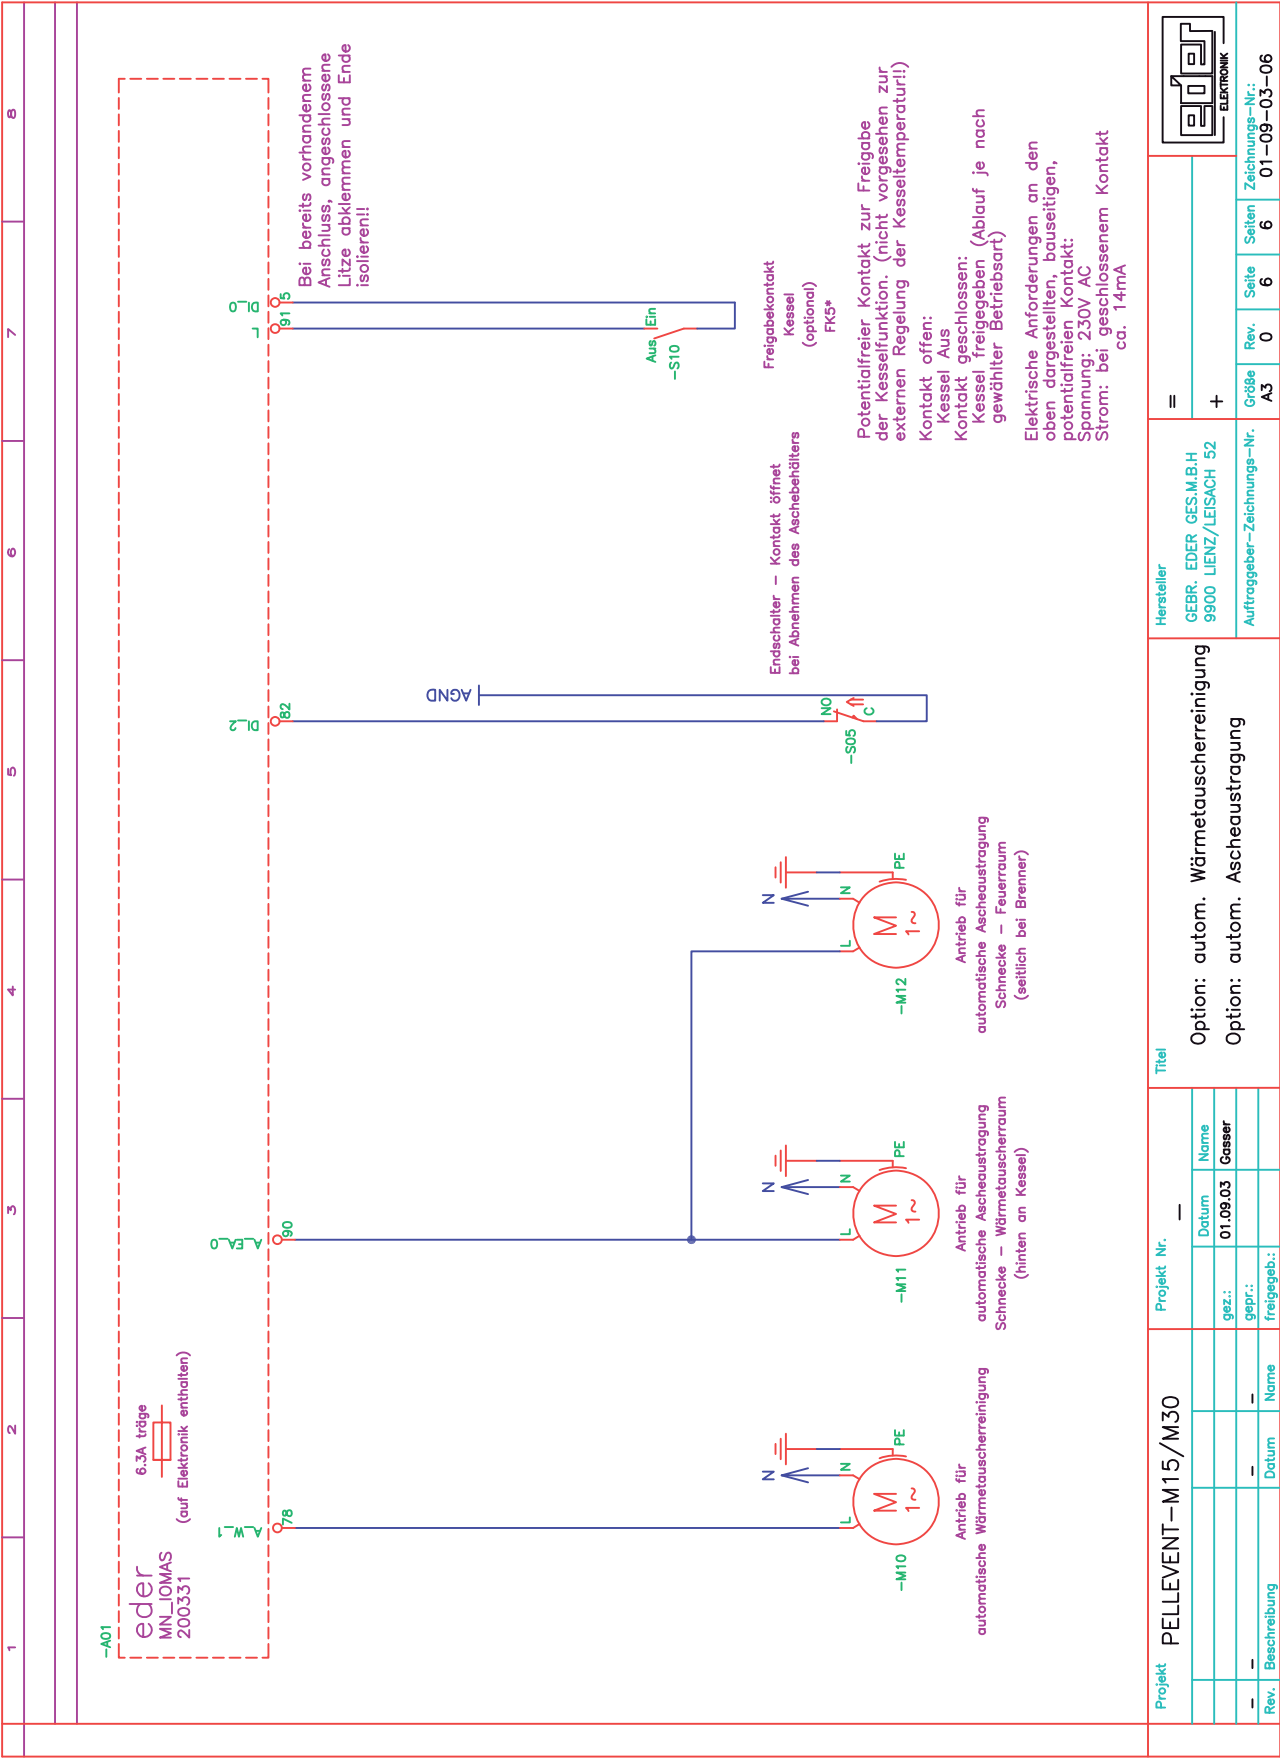 1
2
3
4
5
6
7
8
-A01
eder
MN_IOMAS
200331
6.3A träge
(auf Elektronik enthalten)
A_W_1
78
A_EA_0
90
DI_2
82
L
91
DI_0
5
Bei bereits vorhandenem
Anschluss, angeschlossene
Litze abklemmen und Ende
isolieren!!
AGND
Aus
Ein
-S10
Freigabekontakt
Kessel
(optional)
FK5*
NO
C
-S05
Endschalter - Kontakt öffnet
bei Abnehmen des Aschebehälters
Potentialfreier Kontakt zur Freigabe
der Kesselfunktion. (nicht vorgesehen zur
externen Regelung der Kesseltemperatur!!)
Kontakt offen:
Kessel Aus
Kontakt geschlossen:
Kessel freigegeben (Ablauf je nach
gewählter Betriebsart)
Elektrische Anforderungen an den
oben dargestellten, bauseitigen,
potentialfreien Kontakt:
Spannung: 230V AC
Strom: bei geschlossenem Kontakt
ca. 14mA
N
L
N
PE
M
1~
-M10
Antrieb für
automatische Wärmetauscherreinigung
N
L
N
PE
M
1~
-M11
Antrieb für
automatische Ascheaustragung
Schnecke - Wärmetauscherraum
(hinten an Kessel)
N
L
N
PE
M
1~
-M12
Antrieb für
automatische Ascheaustragung
Schnecke - Feuerraum
(seitlich bei Brenner)
Projekt
PELLEVENT-M15/M30
- - - -
Rev. Beschreibung Datum Name
Projekt Nr.
-
Datum Name
gez.: 01.09.03 Gasser
gepr.:
freigegeb.:
Titel
Option: autom. Wärmetauscherreinigung
Option: autom. Ascheaustragung
Hersteller
GEBR. EDER GES.M.B.H
9900 LIENZ/LEISACH 52
Auftraggeber-Zeichnungs-Nr.
=
+
eder
ELEKTRONIK
Größe Rev. Seite Seiten Zeichnungs-Nr.:
A3 0 6 6 01-09-03-06